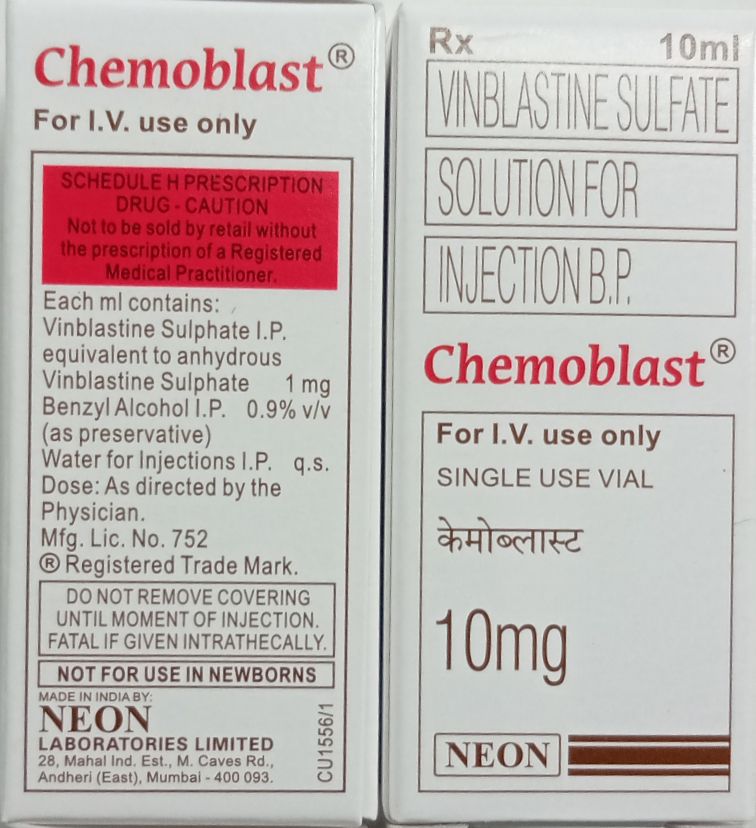 Chemoblast®
For I.V. use only
SCHEDULE H PRESCRIPTION
DRUG - CAUTION
Not to be sold by retail without
the prescription of a Registered
Medical Practitioner.
Each ml contains:
Vinblastine Sulphate I.P.
equivalent to anhydrous
Vinblastine Sulphate 1 mg
Benzyl Alcohol I.P. 0.9% v/v
(as preservative)
Water for Injections I.P. q.s.
Dose: As directed by the
Physician.
Mfg. Lic. No. 752
® Registered Trade Mark.
DO NOT REMOVE COVERING
UNTIL MOMENT OF INJECTION.
FATAL IF GIVEN INTRATHECALLY.
NOT FOR USE IN NEWBORNS
MADE IN INDIA BY:
NEON
LABORATORIES LIMITED
28, Mahal Ind. Est., M. Caves Rd.,
Andheri (East), Mumbai - 400 093.
CU1556/1
Rx 10ml
VINBLASTINE SULFATE
SOLUTION FOR
INJECTION B.P.
Chemoblast®
For I.V. use only
SINGLE USE VIAL
केमोब्लास्ट
10mg
NEON